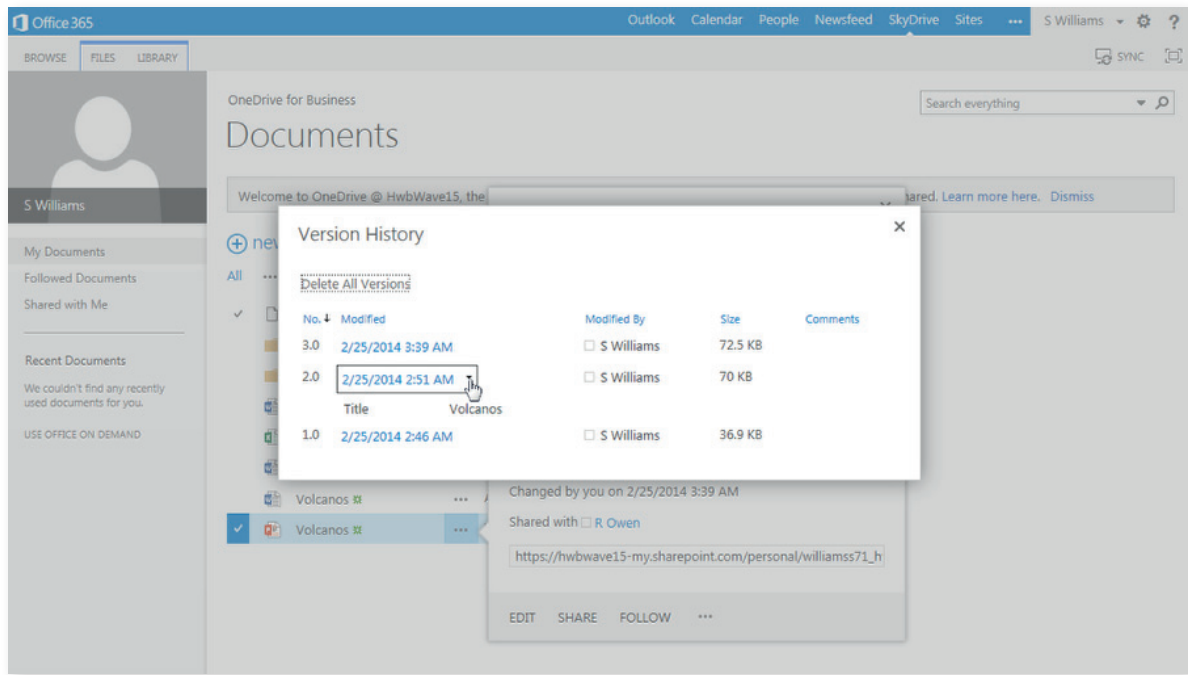 Office 365 Outlook Calendar People Newsfeed SkyDrive Sites ••• S Williams ?
BROWSE FILES LIBRARY SYNC
OneDrive for Business
Search everything
Documents
S Williams
Welcome to OneDrive @ HwbWave15, the hared. Learn more here. Dismiss
My Documents
Followed Documents
Shared with Me
Recent Documents
We couldn't find any recently
used documents for you.
USE OFFICE ON DEMAND
new
All •••
Version History
Delete All Versions
No. Modified Modified By Size Comments
3.0 2/25/2014 3:39 AM S Williams 72.5 KB
2.0 2/25/2014 2:51 AM S Williams 70 KB
Title Volcanos
1.0 2/25/2014 2:46 AM S Williams 36.9 KB
Volcanos •••
Volcanos •••
Changed by you on 2/25/2014 3:39 AM
Shared with R Owen
https://hwbwave15-my.sharepoint.com/personal/williamss71_h
EDIT SHARE FOLLOW •••